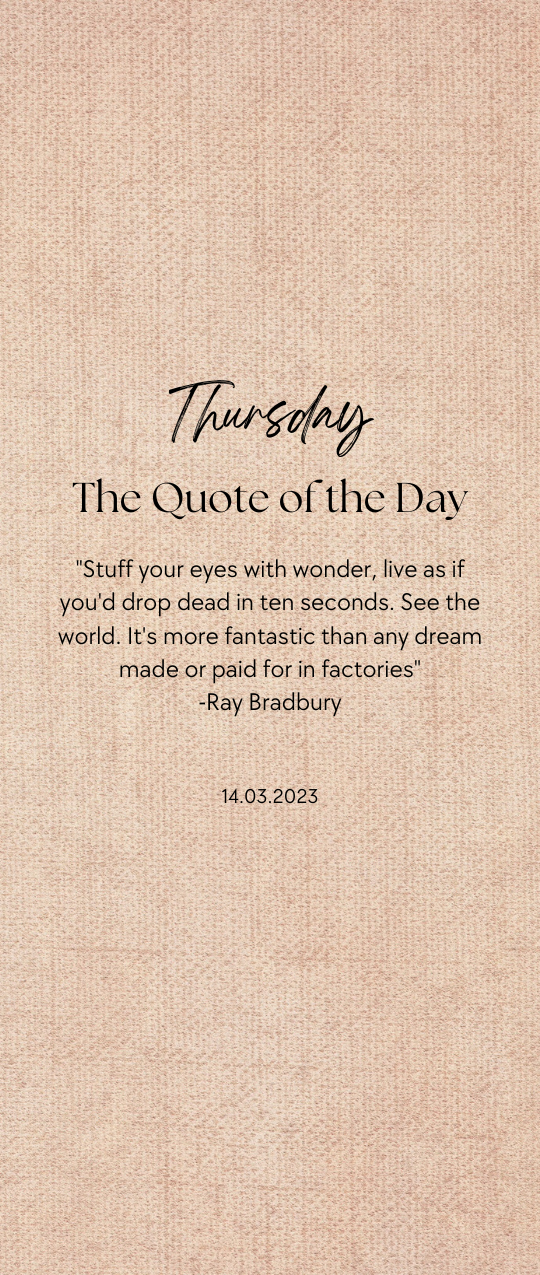 Thursday
The Quote of the Day
"Stuff your eyes with wonder, live as if
you'd drop dead in ten seconds. See the
world. It's more fantastic than any dream
made or paid for in factories"
-Ray Bradbury
14.03.2023